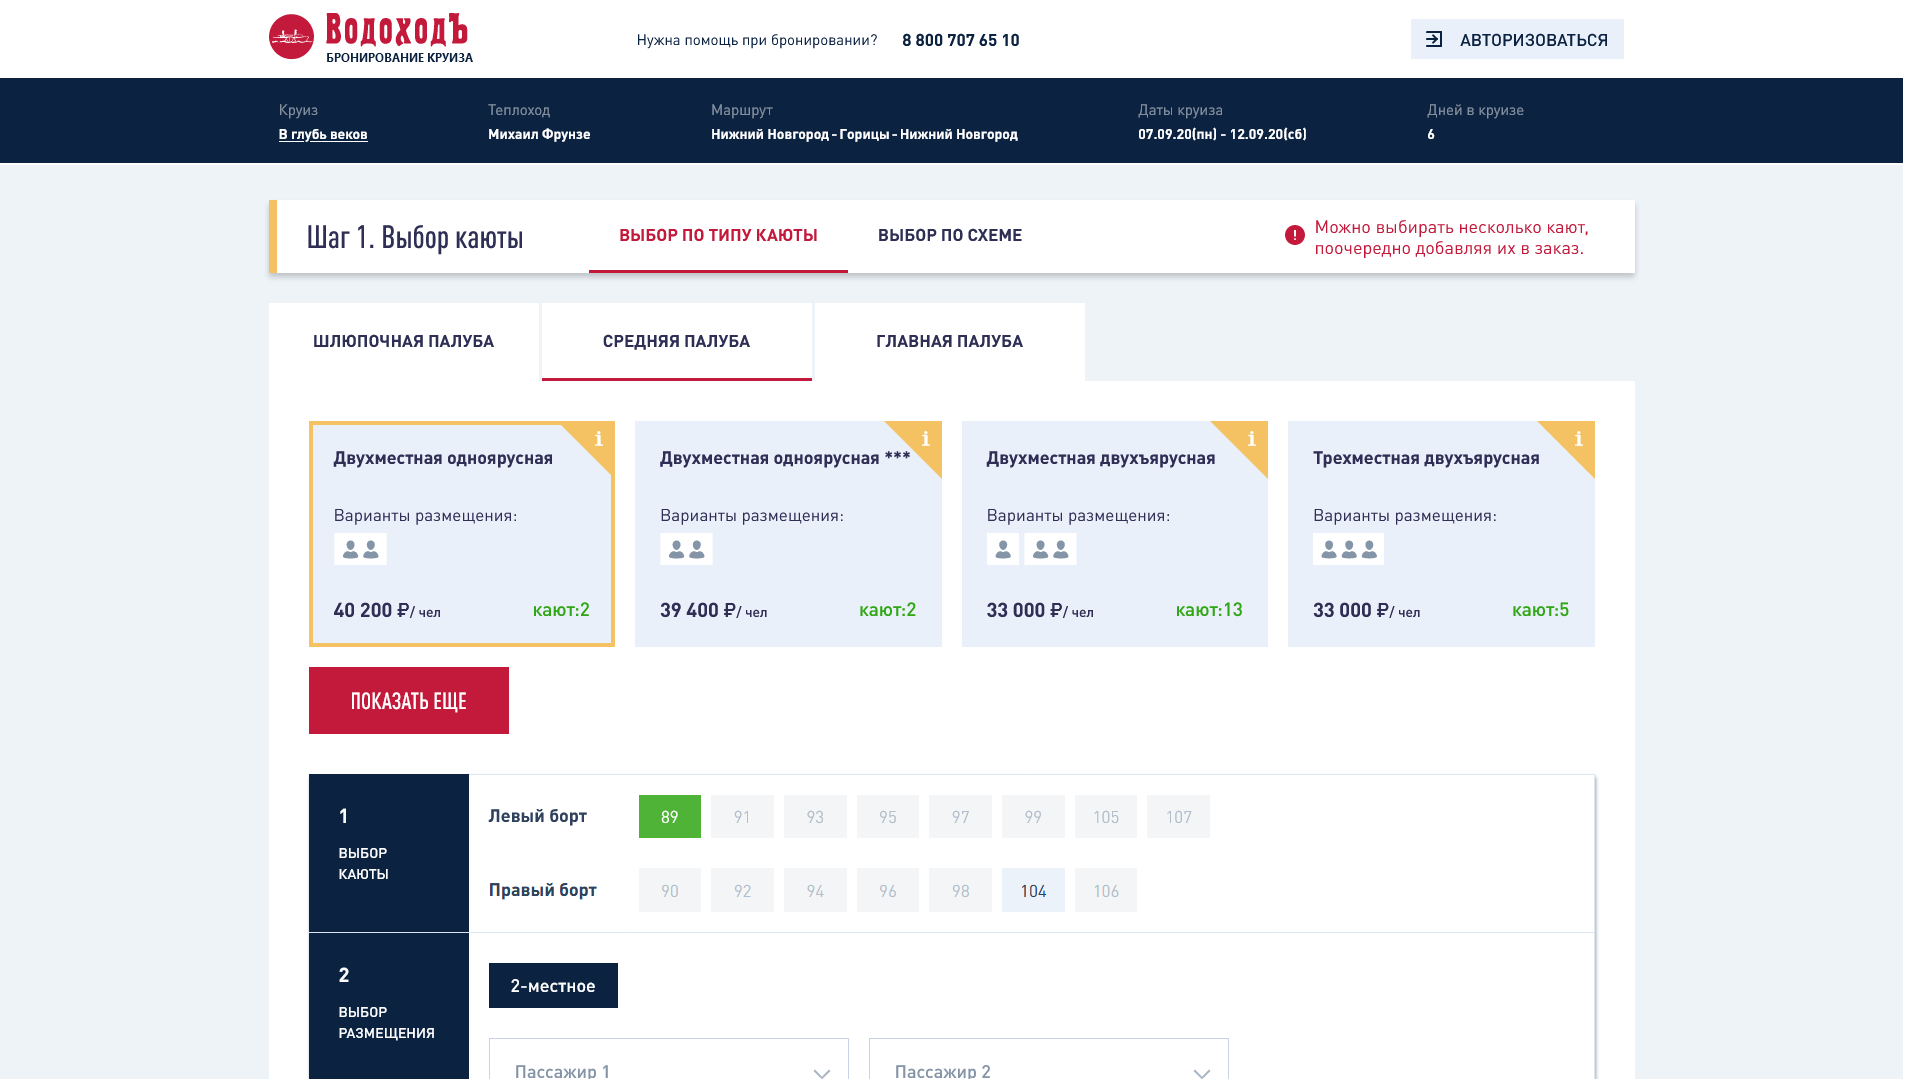 ВодоходЪ
БРОНИРОВАНИЕ КРУИЗА
Нужна помощь при бронировании? 8 800 707 65 10
АВТОРИЗОВАТЬСЯ
Круиз
В глубь веков
Теплоход
Михаил Фрунзе
Маршрут
Нижний Новгород - Горицы - Нижний Новгород
Даты круиза
07.09.20(пн) - 12.09.20(сб)
Дней в круизе
6
Шаг 1. Выбор каюты
ВЫБОР ПО ТИПУ КАЮТЫ
ВЫБОР ПО СХЕМЕ
Можно выбирать несколько кают,
поочередно добавляя их в заказ.
ШЛЮПОЧНАЯ ПАЛУБА
СРЕДНЯЯ ПАЛУБА
ГЛАВНАЯ ПАЛУБА
Двухместная одноярусная
Варианты размещения:
40 200 ₽/ чел
кают:2
Двухместная одноярусная ***
Варианты размещения:
39 400 ₽/ чел
кают:2
Двухместная двухъярусная
Варианты размещения:
33 000 ₽/ чел
кают:13
Трехместная двухъярусная
Варианты размещения:
33 000 ₽/ чел
кают:5
ПОКАЗАТЬ ЕЩЕ
1
ВЫБОР
КАЮТЫ
Левый борт 89 91 93 95 97 99 105 107
Правый борт 90 92 94 96 98 104 106
2
ВЫБОР
РАЗМЕЩЕНИЯ
2-местное
Пассажир 1
Пассажир 2